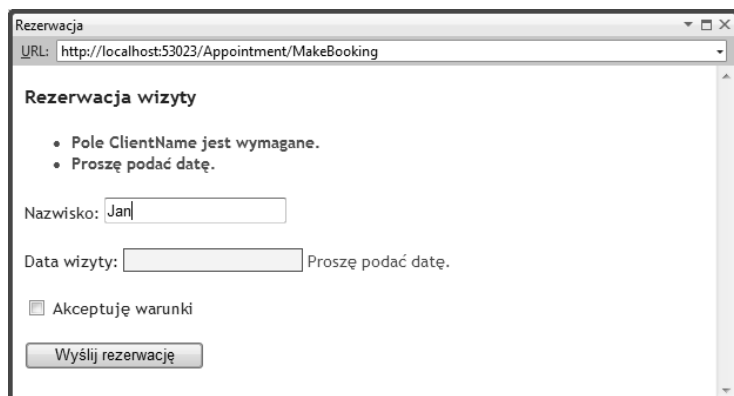 Rezerwacja
URL: http://localhost:53023/Appointment/MakeBooking
Rezerwacja wizyty
• Pole ClientName jest wymagane.
• Proszę podać datę.
Nazwisko: Jan
Data wizyty: Proszę podać datę.
Akceptuję warunki
Wyślij rezerwację